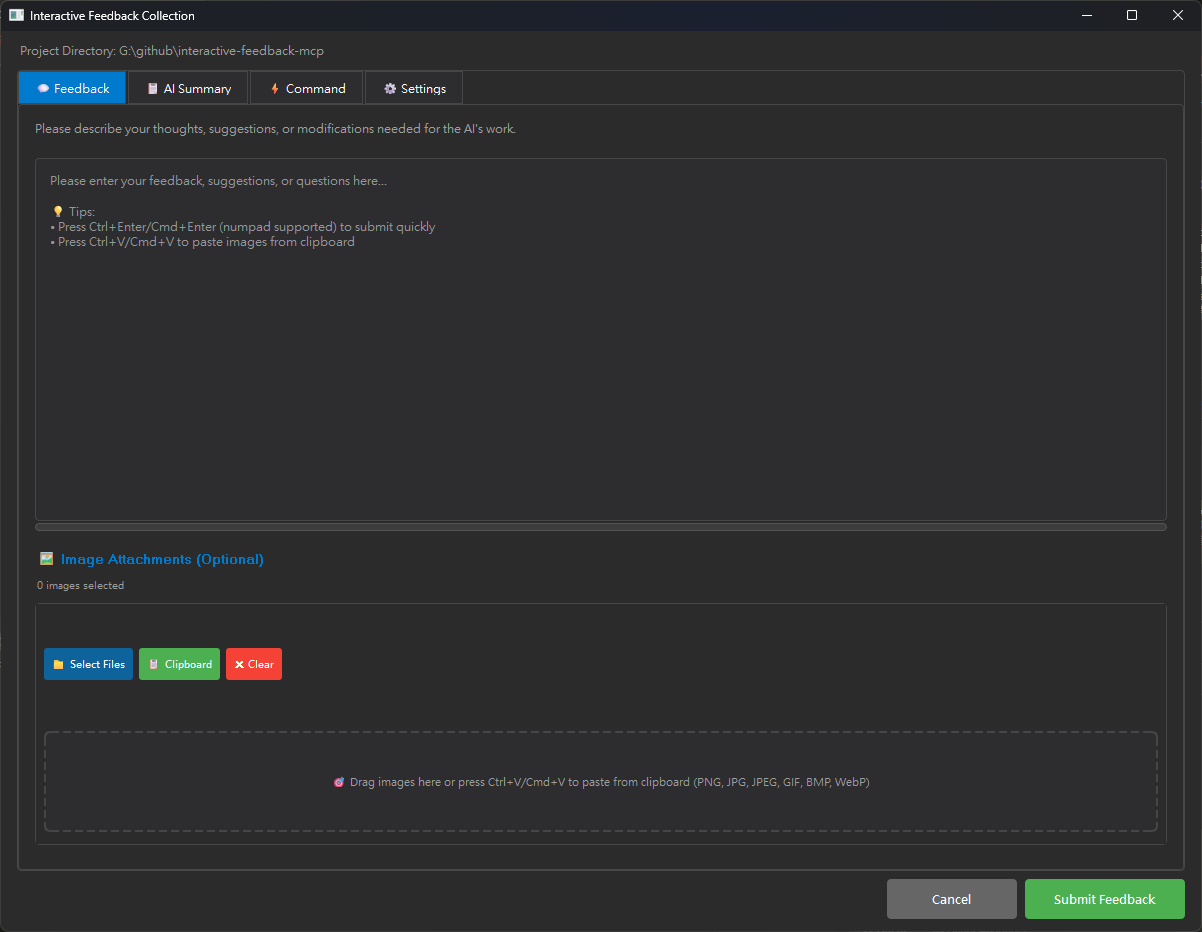 Interactive Feedback Collection
Project Directory: G:\github\interactive-feedback-mcp
Feedback
AI Summary
Command
Settings
Please describe your thoughts, suggestions, or modifications needed for the AI's work.
Please enter your feedback, suggestions, or questions here...
💡 Tips:
• Press Ctrl+Enter/Cmd+Enter (numpad supported) to submit quickly
• Press Ctrl+V/Cmd+V to paste images from clipboard
Image Attachments (Optional)
0 images selected
Select Files
Clipboard
Clear
Drag images here or press Ctrl+V/Cmd+V to paste from clipboard (PNG, JPG, JPEG, GIF, BMP, WebP)
Cancel
Submit Feedback